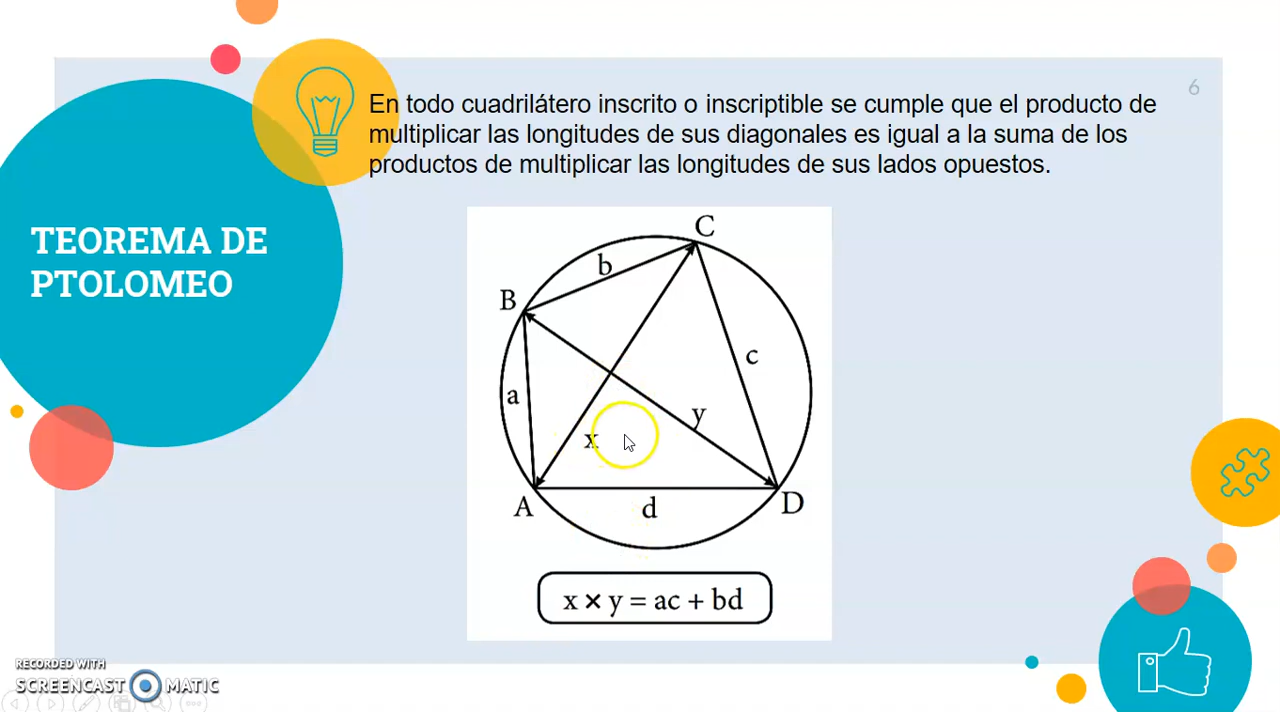 6
En todo cuadrilátero inscrito o inscriptible se cumple que el producto de
multiplicar las longitudes de sus diagonales es igual a la suma de los
productos de multiplicar las longitudes de sus lados opuestos.
TEOREMA DE
PTOLOMEO
C
b
B
c
a
y
x
A
d
D
x × y = ac + bd
RECORDED WITH
SCREENCAST MATIC